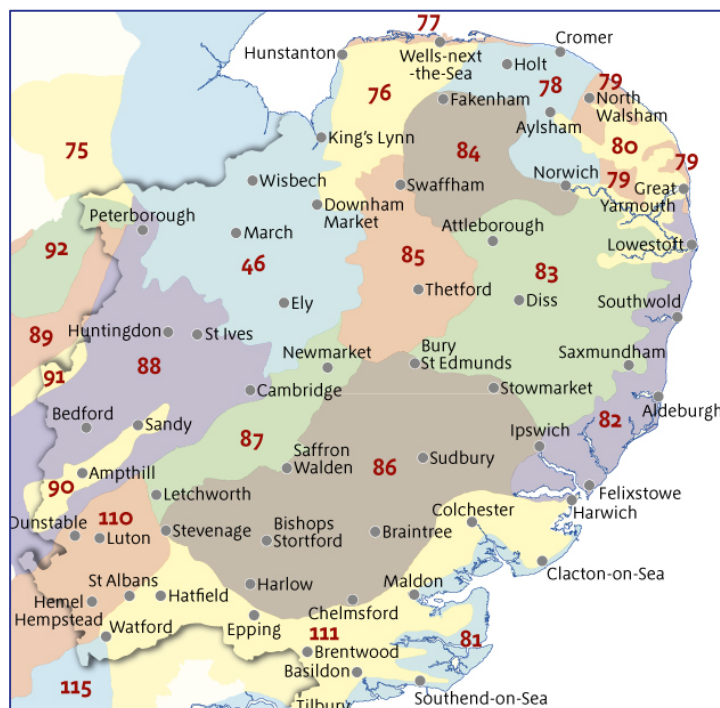 77
Cromer
Hunstanton
Wells-next
-the-Sea
Holt
76
78
79
Fakenham
North
Walsham
Aylsham
King's Lynn
75
84
80
79
Wisbech
Swaffham
Norwich
79
Great
Yarmouth
Downham
Market
Peterborough
March
Attleborough
92
46
85
83
Lowestoft
Ely
Thetford
Diss
Southwold
89
Huntingdon
St Ives
Newmarket
Bury
St Edmunds
Saxmundham
91
88
Cambridge
Stowmarket
Aldeburgh
Bedford
Sandy
82
87
Ipswich
Saffron
Walden
86
Sudbury
90
Ampthill
Letchworth
Felixstowe
Harwich
110
Dunstable
Luton
Stevenage
Bishops
Stortford
Braintree
Colchester
Clacton-on-Sea
St Albans
Hatfield
Harlow
Maldon
Hemel
Hempstead
Chelmsford
Watford
Epping
111
81
Brentwood
Basildon
115
Tilbury
Southend-on-Sea